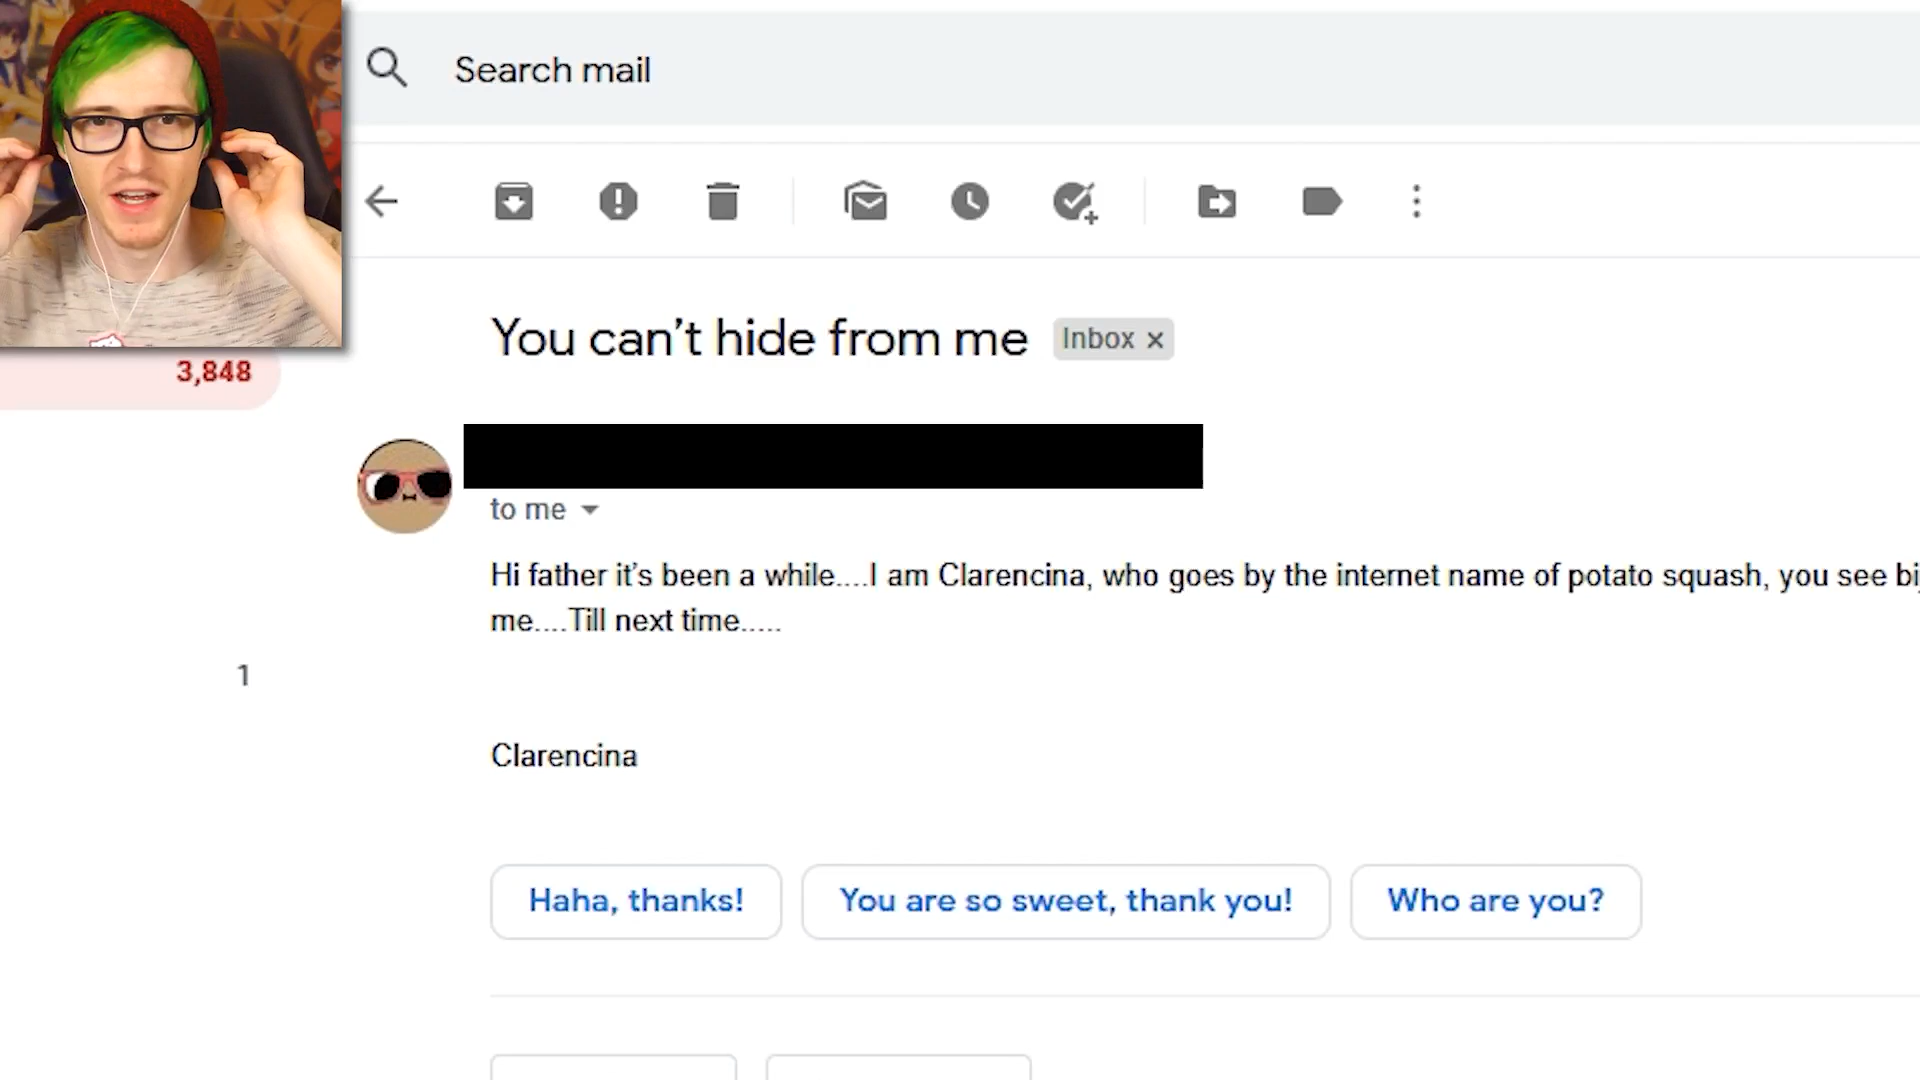 Search mail
You can't hide from me
Inbox x
3,848
to me
Hi father it's been a while....I am Clarencina, who goes by the internet name of potato squash, you see
me....Till next time.....
1
Clarencina
Haha, thanks!
You are so sweet, thank you!
Who are you?